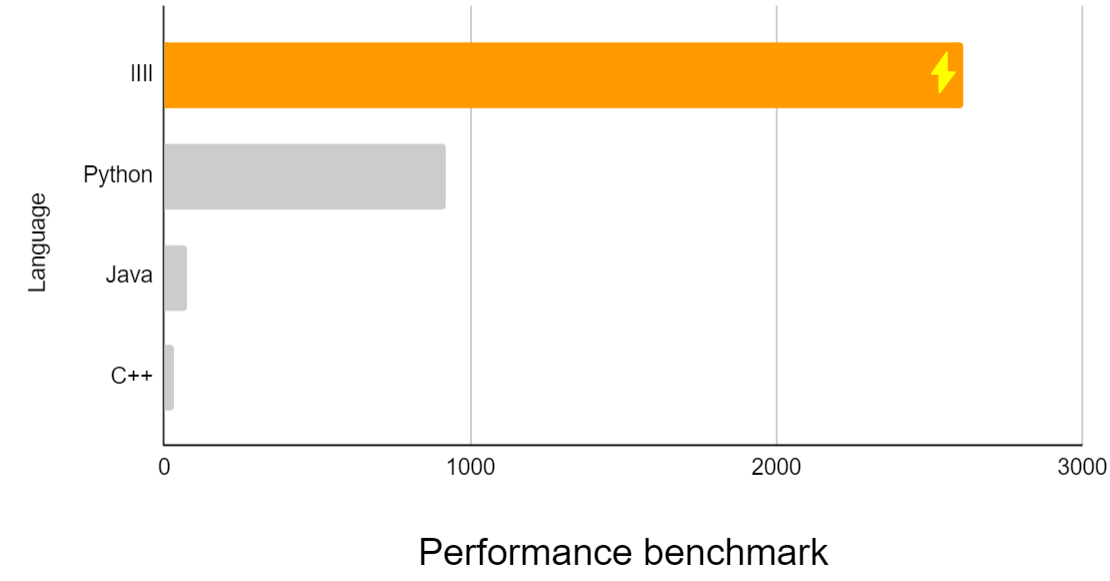 IIII
Python
Java
C++
Language
0 1000 2000 3000
Performance benchmark